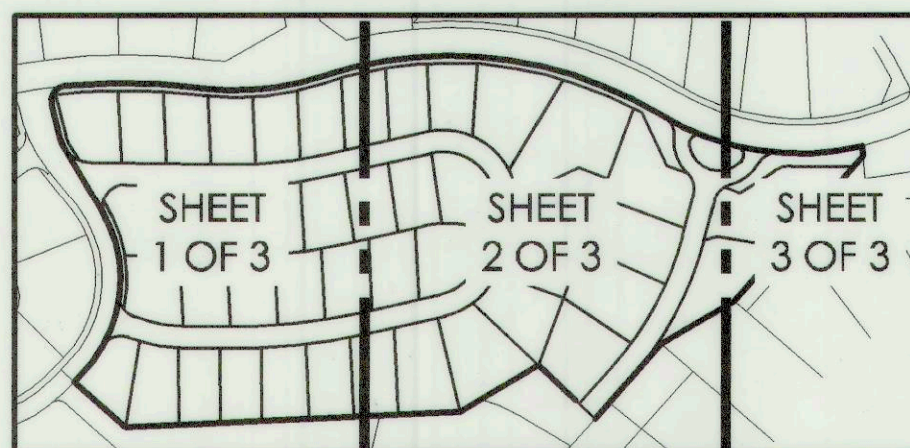 SHEET
1 OF 3
SHEET
2 OF 3
SHEET
3 OF 3